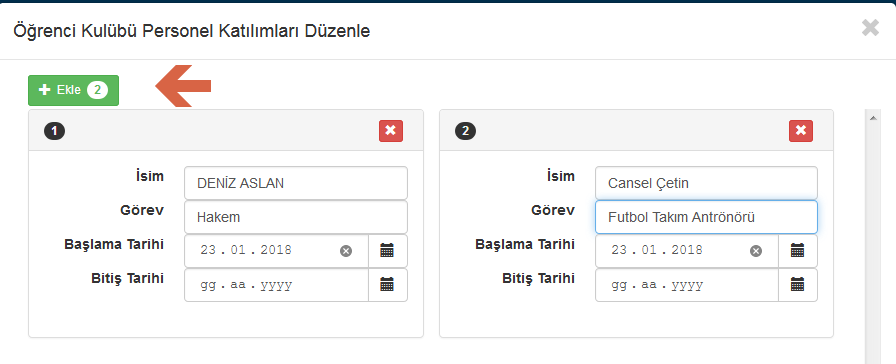 Öğrenci Kulübü Personel Katılımları Düzenle
Ekle 2
1
İsim DENİZ ASLAN
Görev Hakem
Başlama Tarihi 23.01.2018
Bitiş Tarihi gg.aa.yyyy
2
İsim Cansel Çetin
Görev Futbol Takım Antrönörü
Başlama Tarihi 23.01.2018
Bitiş Tarihi gg.aa.yyyy